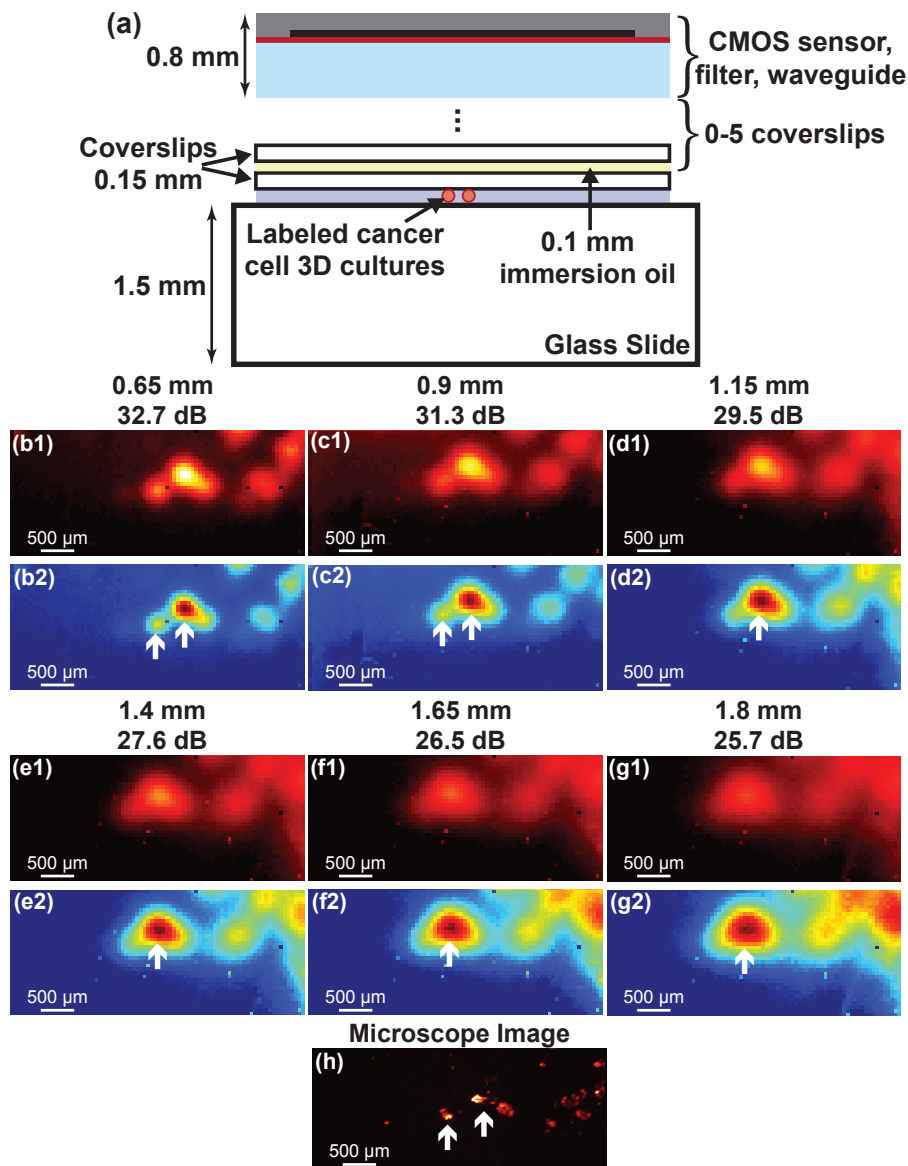 (a)
0.8 mm
CMOS sensor,
filter, waveguide
0-5 coverslips
Coverslips
0.15 mm
Labeled cancer
cell 3D cultures
0.1 mm
immersion oil
1.5 mm
Glass Slide
0.65 mm
32.7 dB
0.9 mm
31.3 dB
1.15 mm
29.5 dB
(b1)
500 µm
(c1)
500 µm
(d1)
500 µm
(b2)
500 µm
(c2)
500 µm
(d2)
500 µm
1.4 mm
27.6 dB
1.65 mm
26.5 dB
1.8 mm
25.7 dB
(e1)
500 µm
(f1)
500 µm
(g1)
500 µm
(e2)
500 µm
(f2)
500 µm
(g2)
500 µm
Microscope Image
(h)
500 µm